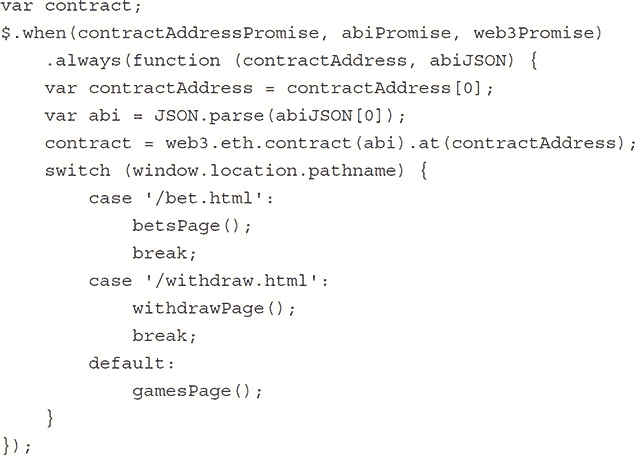 var contract;
$.when(contractAddressPromise, abiPromise, web3Promise)
    .always(function (contractAddress, abiJSON) {
    var contractAddress = contractAddress[0];
    var abi = JSON.parse(abiJSON[0]);
    contract = web3.eth.contract(abi).at(contractAddress);
    switch (window.location.pathname) {
        case '/bet.html':
            betsPage();
            break;
        case '/withdraw.html':
            withdrawPage();
            break;
        default:
            gamesPage();
    }
});